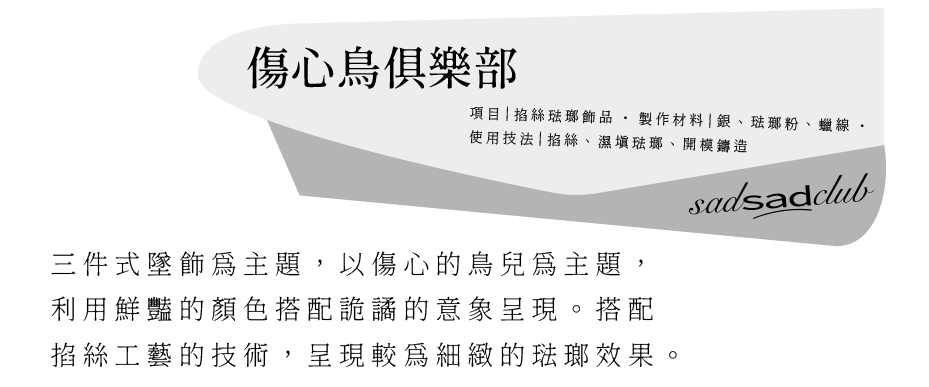 傷心鳥俱樂部
項目|掐絲琺瑯飾品・製作材料|銀、琺瑯粉、蠟線・
使用技法|掐絲、濕填琺瑯、開模鑄造
sadsadclub
三件式墜飾爲主題，以傷心的鳥兒爲主題，
利用鮮豔的顏色搭配詭譎的意象呈現。搭配
掐絲工藝的技術，呈現較爲細緻的琺瑯效果。